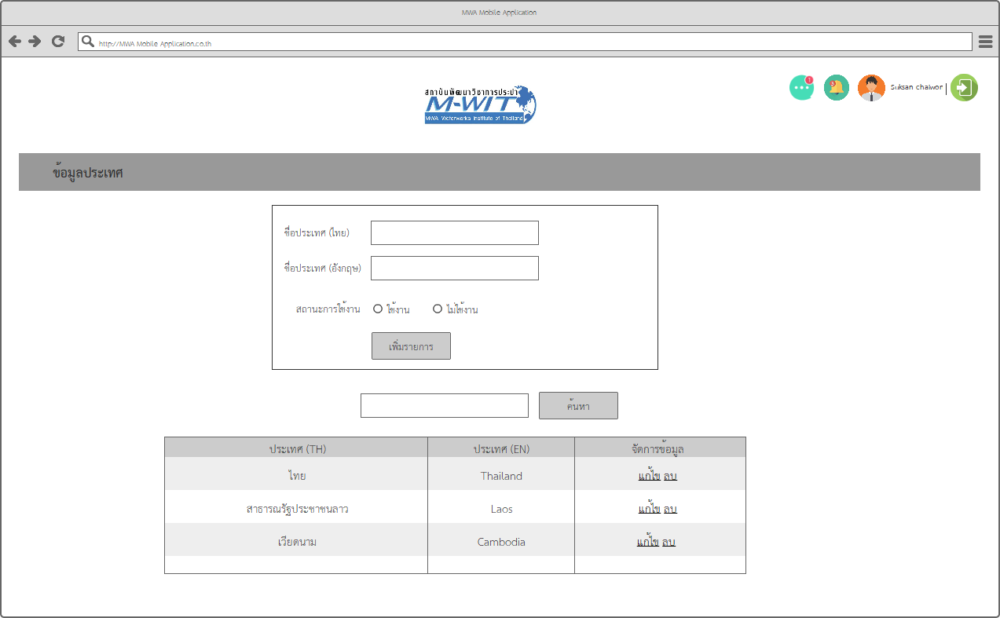 MWA Mobile Application
http://MWA Mobile Application.co.th
1
3
Suksan chaiwon |
สถาบันพัฒนาวิชาการประปา
M-WIT
MWA Waterworks Institute of Thailand
ข้อมูลประเทศ
ชื่อประเทศ (ไทย)
ชื่อประเทศ (อังกฤษ)
สถานะการใช้งาน ใช้งาน ไม่ใช้งาน
เพิ่มรายการ
ค้นหา
ประเทศ (TH) ประเทศ (EN) จัดการข้อมูล
ไทย Thailand แก้ไข ลบ
สาธารณรัฐประชาชนลาว Laos แก้ไข ลบ
เวียดนาม Cambodia แก้ไข ลบ